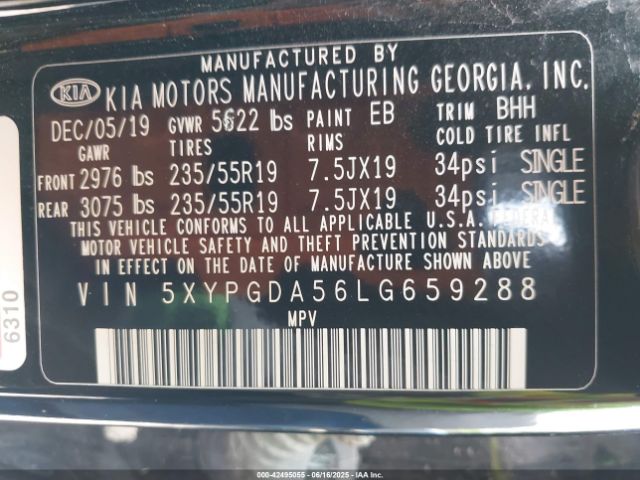 MANUFACTURED BY
KIA KIA MOTORS MANUFACTURING GEORGIA, INC.
DEC/05/19 GVWR 5622 lbs PAINT EB TRIM BHH
GAWR TIRES RIMS COLD TIRE INFL
FRONT 2976 lbs 235/55R19 7.5JX19 34psi SINGLE
REAR 3075 lbs 235/55R19 7.5JX19 34psi SINGLE
THIS VEHICLE CONFORMS TO ALL APPLICABLE U.S.A. FEDERAL
MOTOR VEHICLE SAFETY AND THEFT PREVENTION STANDARDS
IN EFFECT ON THE DATE OF MANUFACTURE SHOWN ABOVE
VIN 5XYPGDA56LG659288
MPV
6310
000-42495055 | 06/16/2025 | IAA, LLC.